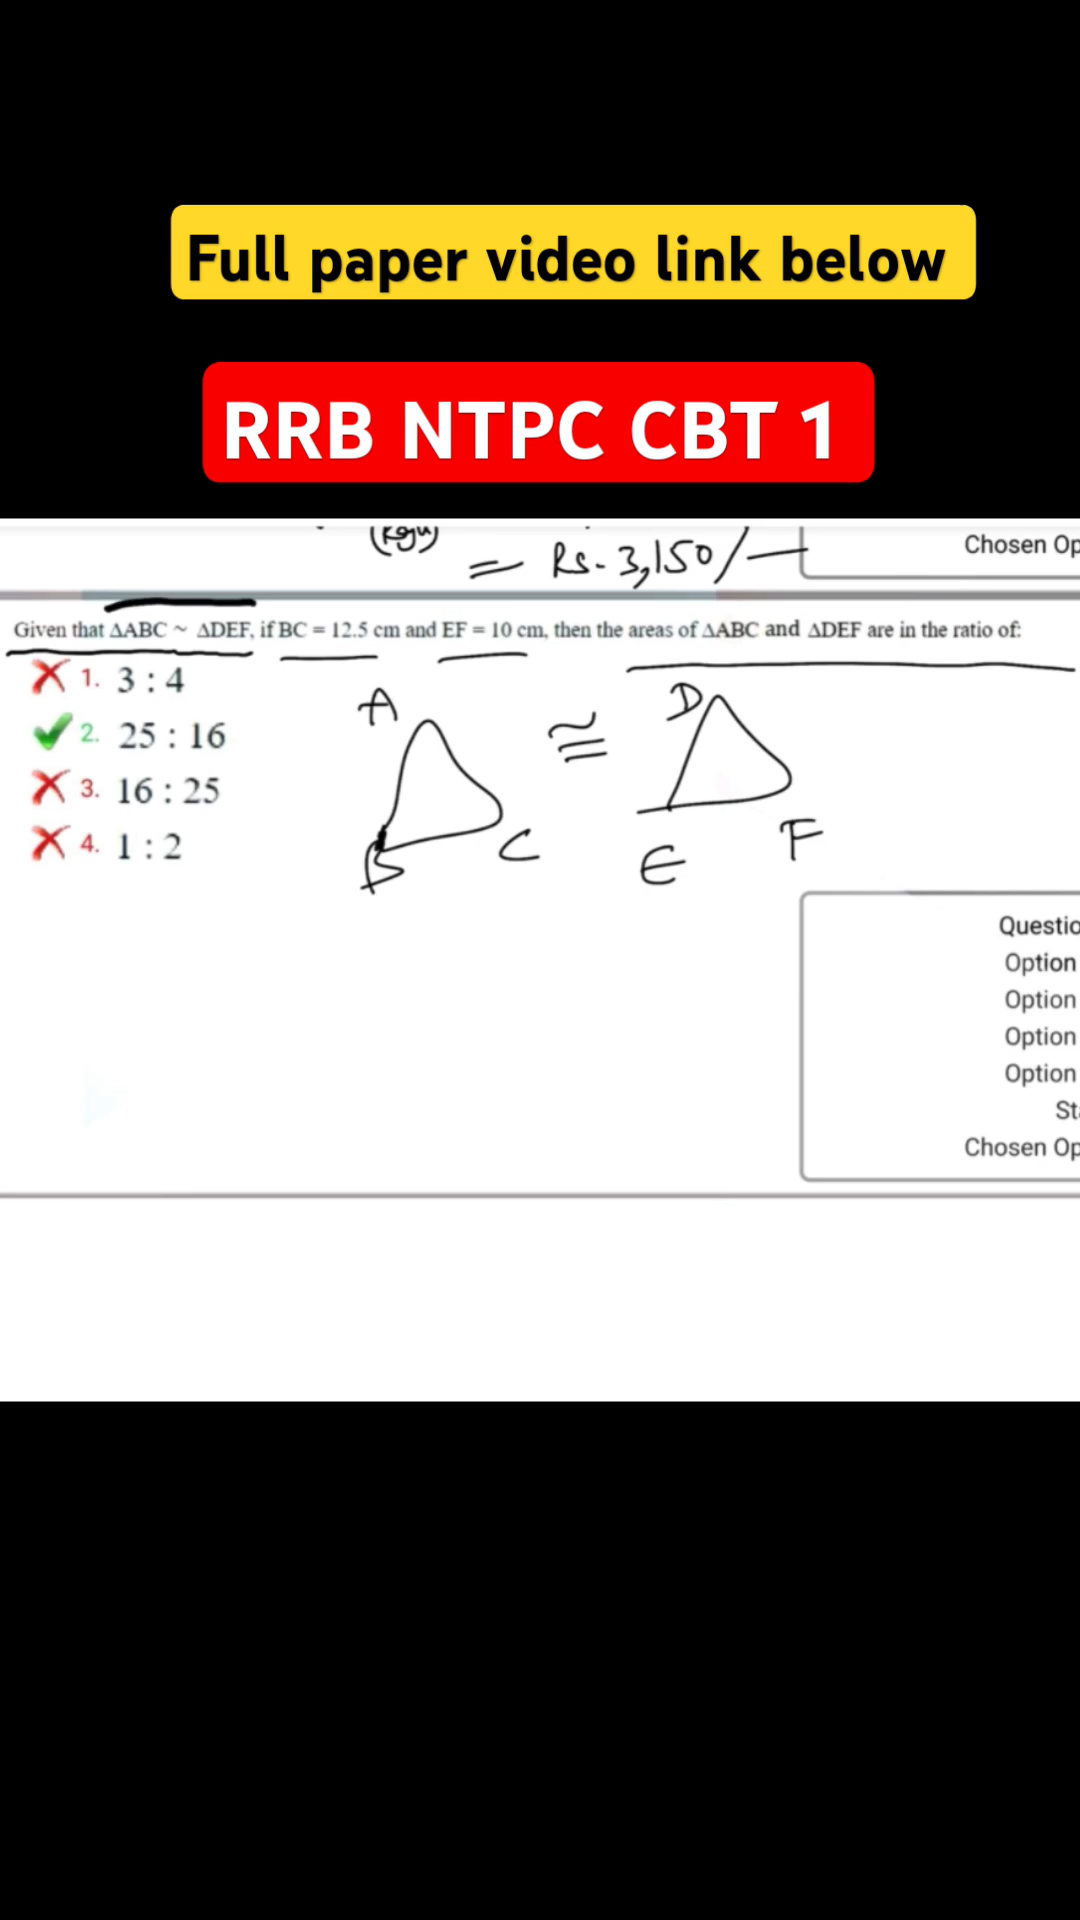 Full paper video link below
RRB NTPC CBT 1
= Rs. 3,150/-
Chosen Op
Given that ΔABC ~ ΔDEF, if BC = 12.5 cm and EF = 10 cm, then the areas of ΔABC and ΔDEF are in the ratio of:
1. 3 : 4
2. 25 : 16
3. 16 : 25
4. 1 : 2
A
D
≅
B
C
E
F
Questio
Option
Option
Option
Option
Sta
Chosen Op